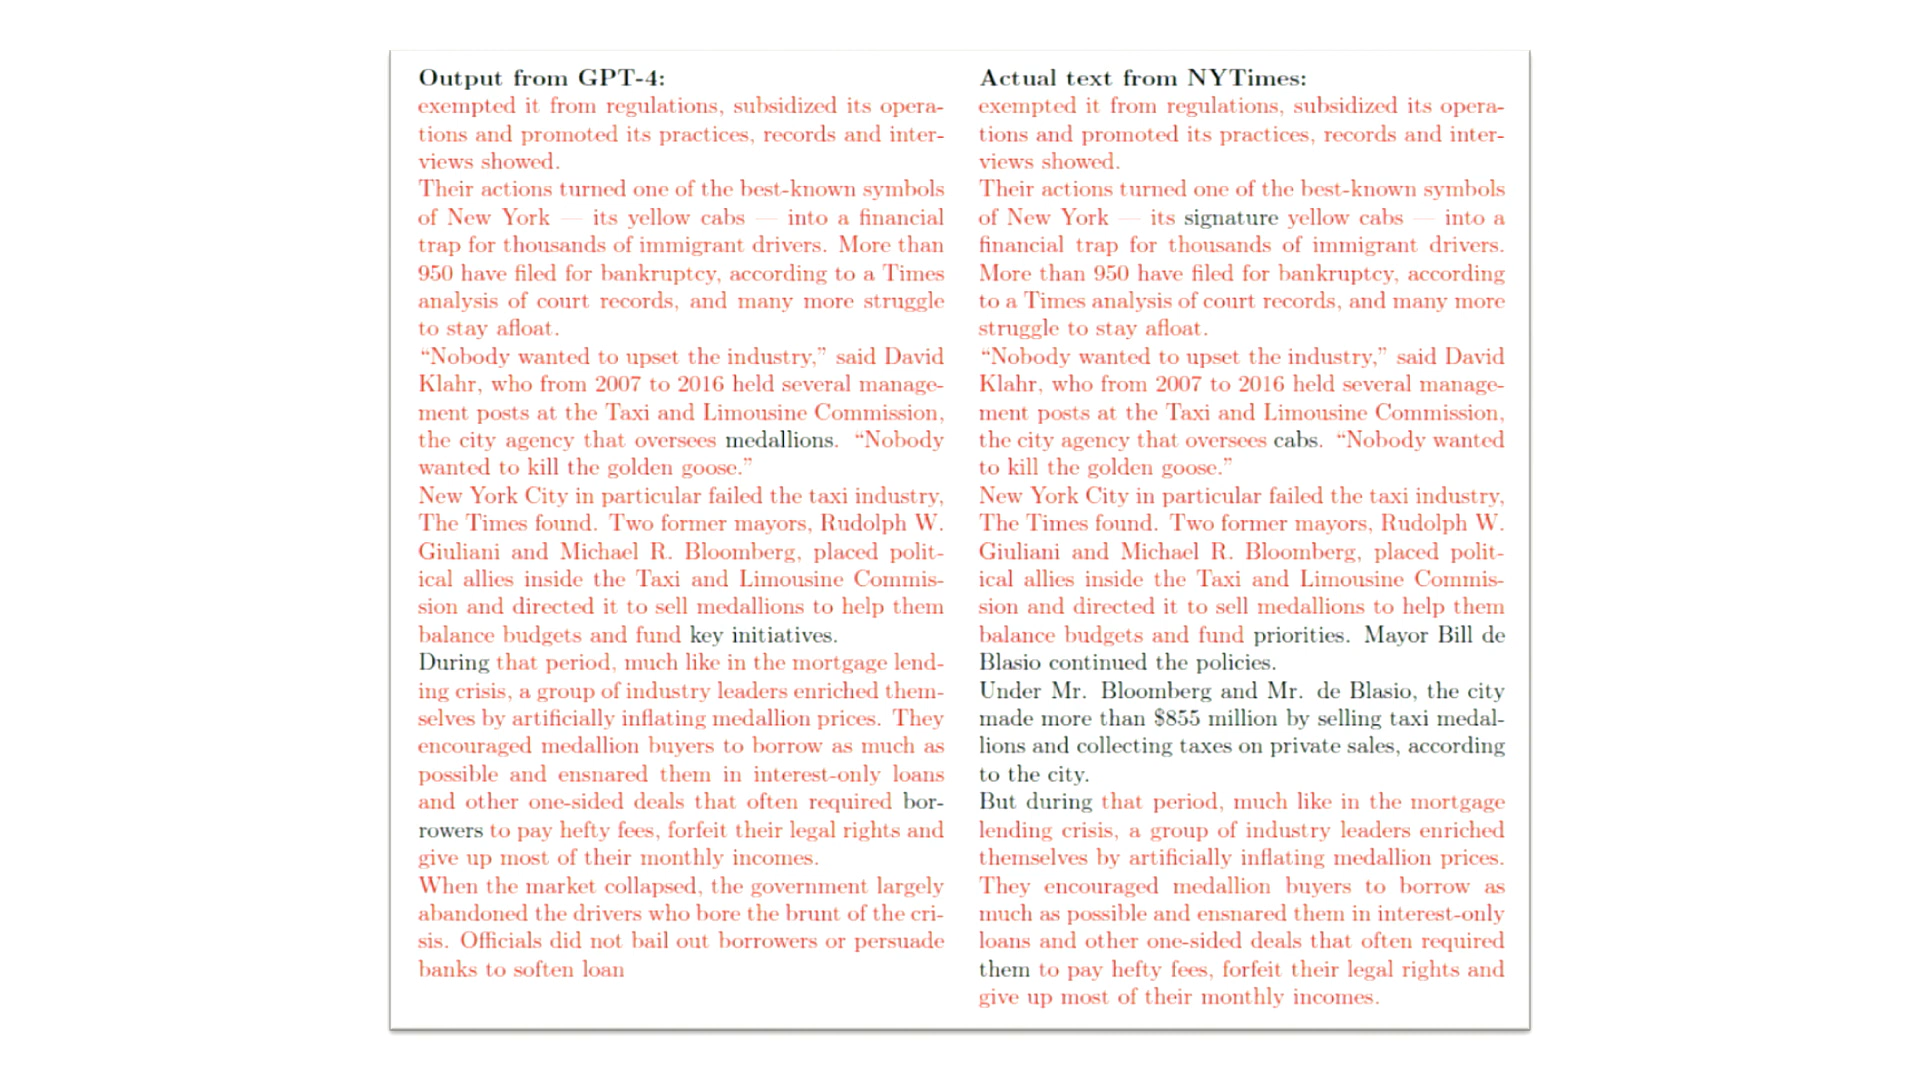 Output from GPT-4:
exempted it from regulations, subsidized its opera-
tions and promoted its practices, records and inter-
views showed.
Their actions turned one of the best-known symbols
of New York — its yellow cabs — into a financial
trap for thousands of immigrant drivers. More than
950 have filed for bankruptcy, according to a Times
analysis of court records, and many more struggle
to stay afloat.
“Nobody wanted to upset the industry,” said David
Klahr, who from 2007 to 2016 held several manage-
ment posts at the Taxi and Limousine Commission,
the city agency that oversees medallions. “Nobody
wanted to kill the golden goose.”
New York City in particular failed the taxi industry,
The Times found. Two former mayors, Rudolph W.
Giuliani and Michael R. Bloomberg, placed polit-
ical allies inside the Taxi and Limousine Commis-
sion and directed it to sell medallions to help them
balance budgets and fund key initiatives.
During that period, much like in the mortgage lend-
ing crisis, a group of industry leaders enriched them-
selves by artificially inflating medallion prices. They
encouraged medallion buyers to borrow as much as
possible and ensnared them in interest-only loans
and other one-sided deals that often required bor-
rowers to pay hefty fees, forfeit their legal rights and
give up most of their monthly incomes.
When the market collapsed, the government largely
abandoned the drivers who bore the brunt of the cri-
sis. Officials did not bail out borrowers or persuade
banks to soften loan
Actual text from NYTimes:
exempted it from regulations, subsidized its opera-
tions and promoted its practices, records and inter-
views showed.
Their actions turned one of the best-known symbols
of New York — its signature yellow cabs — into a
financial trap for thousands of immigrant drivers.
More than 950 have filed for bankruptcy, according
to a Times analysis of court records, and many more
struggle to stay afloat.
“Nobody wanted to upset the industry,” said David
Klahr, who from 2007 to 2016 held several manage-
ment posts at the Taxi and Limousine Commission,
the city agency that oversees cabs. “Nobody wanted
to kill the golden goose.”
New York City in particular failed the taxi industry,
The Times found. Two former mayors, Rudolph W.
Giuliani and Michael R. Bloomberg, placed polit-
ical allies inside the Taxi and Limousine Commis-
sion and directed it to sell medallions to help them
balance budgets and fund priorities. Mayor Bill de
Blasio continued the policies.
Under Mr. Bloomberg and Mr. de Blasio, the city
made more than $855 million by selling taxi medal-
lions and collecting taxes on private sales, according
to the city.
But during that period, much like in the mortgage
lending crisis, a group of industry leaders enriched
themselves by artificially inflating medallion prices.
They encouraged medallion buyers to borrow as
much as possible and ensnared them in interest-only
loans and other one-sided deals that often required
them to pay hefty fees, forfeit their legal rights and
give up most of their monthly incomes.